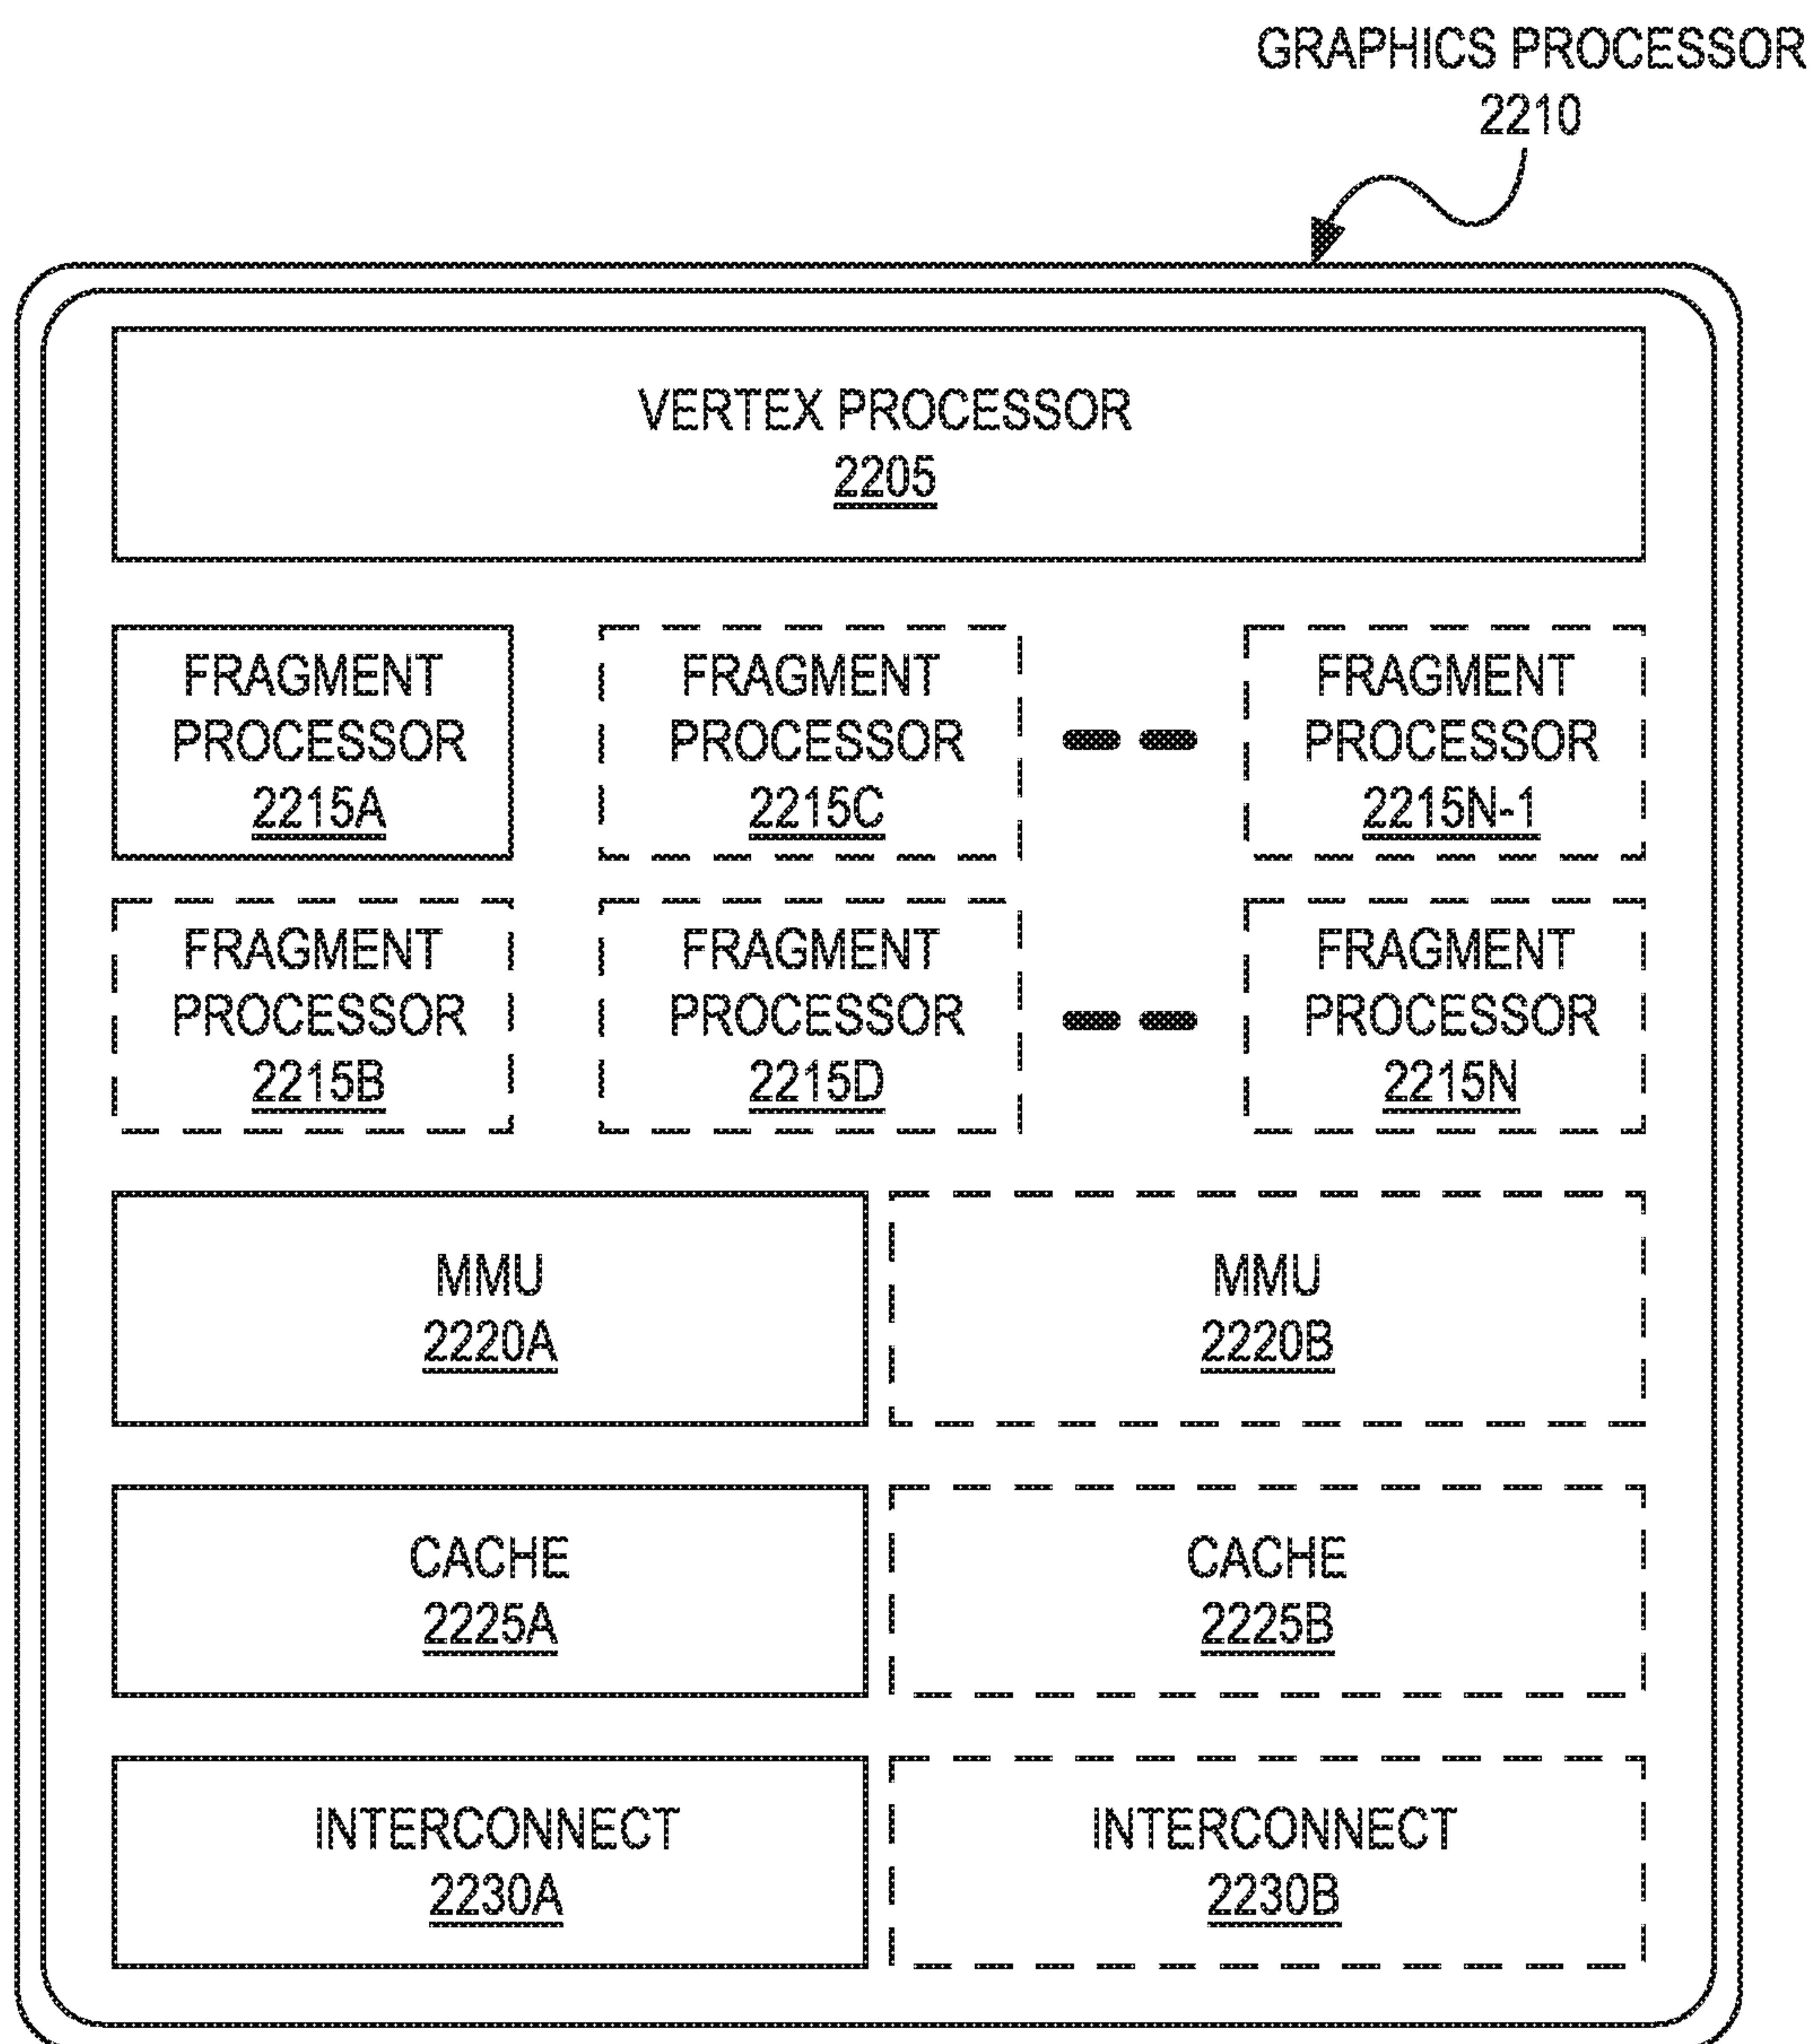 GRAPHICS PROCESSOR
2210
VERTEX PROCESSOR
2205
FRAGMENT
PROCESSOR
2215A
FRAGMENT
PROCESSOR
2215C
FRAGMENT
PROCESSOR
2215N-1
FRAGMENT
PROCESSOR
2215B
FRAGMENT
PROCESSOR
2215D
FRAGMENT
PROCESSOR
2215N
MMU
2220A
MMU
2220B
CACHE
2225A
CACHE
2225B
INTERCONNECT
2230A
INTERCONNECT
2230B